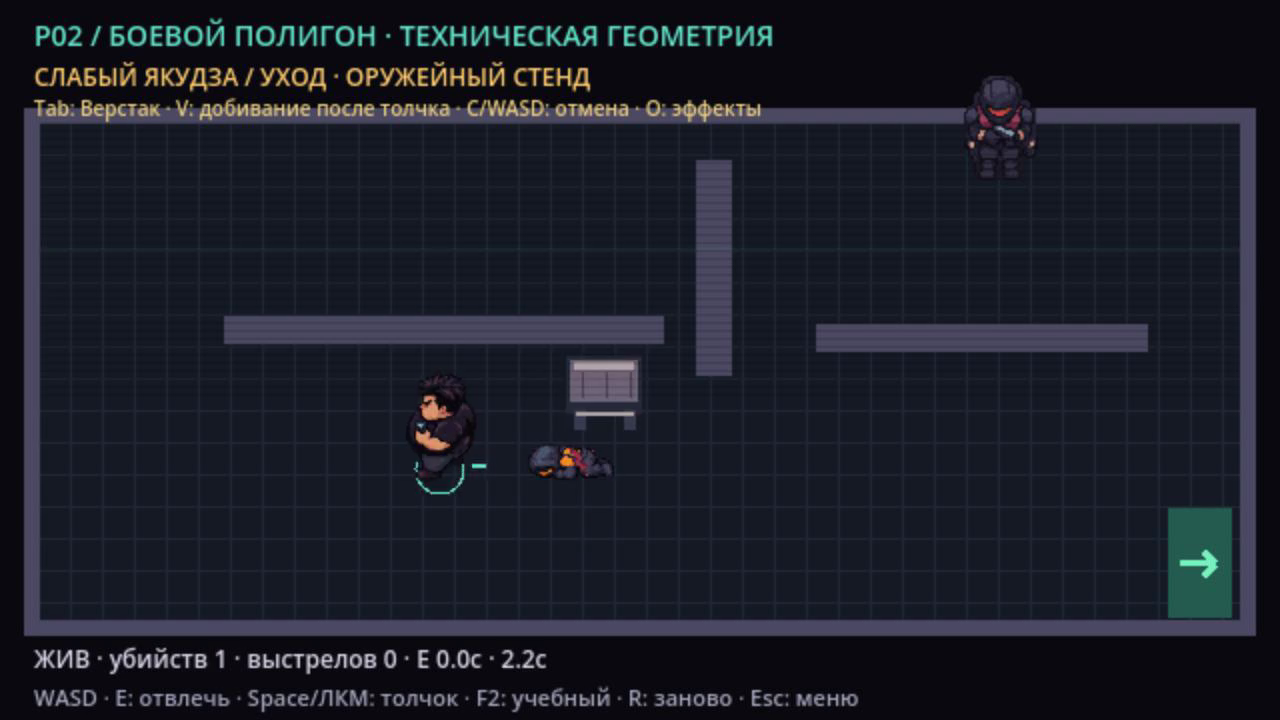 P02 / БОЕВОЙ ПОЛИГОН · ТЕХНИЧЕСКАЯ ГЕОМЕТРИЯ
СЛАБЫЙ ЯКУДЗА / УХОД · ОРУЖЕЙНЫЙ СТЕНД
Tab: Верстак · V: добивание после толчка · C/WASD: отмена · O: эффекты
→
ЖИВ · убийств 1 · выстрелов 0 · E 0.0с · 2.2с
WASD · E: отвлечь · Space/ЛКМ: толчок · F2: учебный · R: заново · Esc: меню